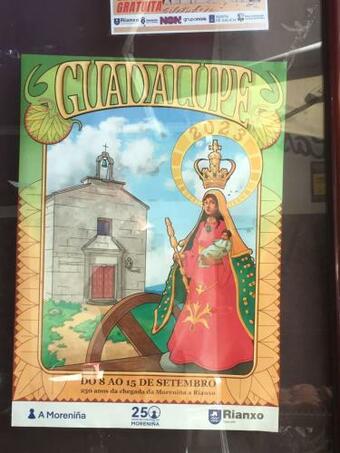 GRATUITA
Rianxo
NON
GUADALUPE
2023
DO 8 AO 15 DE SETEMBRO
250 anos da chegada da Moreniña a Rianxo
A Moreniña
250
MORENIÑA
Rianxo